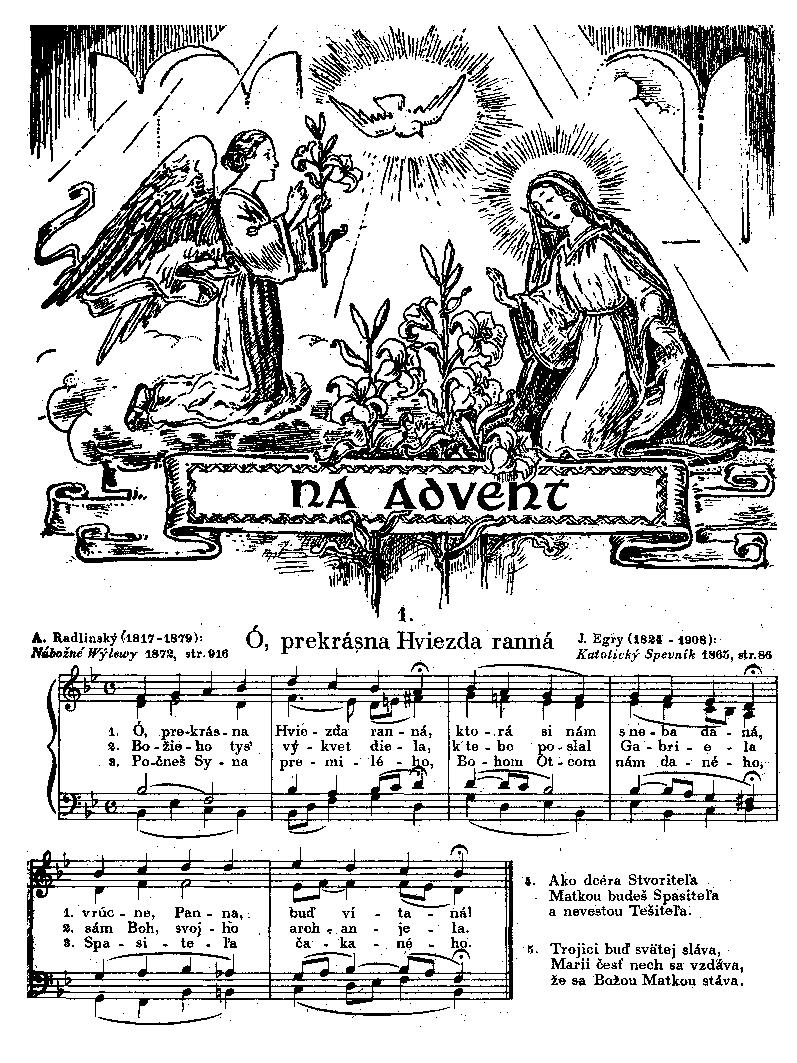 NA ADVENT
1.
A. Radlinský (1817-1879):
Nábožné Wýlewy 1872, str. 916
Ó, prekrásna Hviezda ranná
J. Egry (1824 - 1908):
Katolický Spevník 1865, str. 86
1. Ó, pre-krás-na Hvie-zda ran-ná, kto-rá si nám s ne-ba da-ná,
2. Bo-žie-ho tys' vý-kvet die-la, k te-be po-slal Ga-bri-e-la
3. Po-čneš Sy-na pre-mi-lé-ho, Bo-hom Ot-com nám da-né-ho,
1. vrúc-ne, Pan-na, buď ví-ta-ná!
2. sám Boh, svoj-ho arch-an-je-la.
3. Spa-si-te-ľa ča-ka-né-ho.
4. Ako dcéra Stvoriteľa
Matkou budeš Spasiteľa
a nevestou Tešiteľa.
5. Trojici buď svätej sláva,
Marii česť nech sa vzdáva,
že sa Božou Matkou stáva.